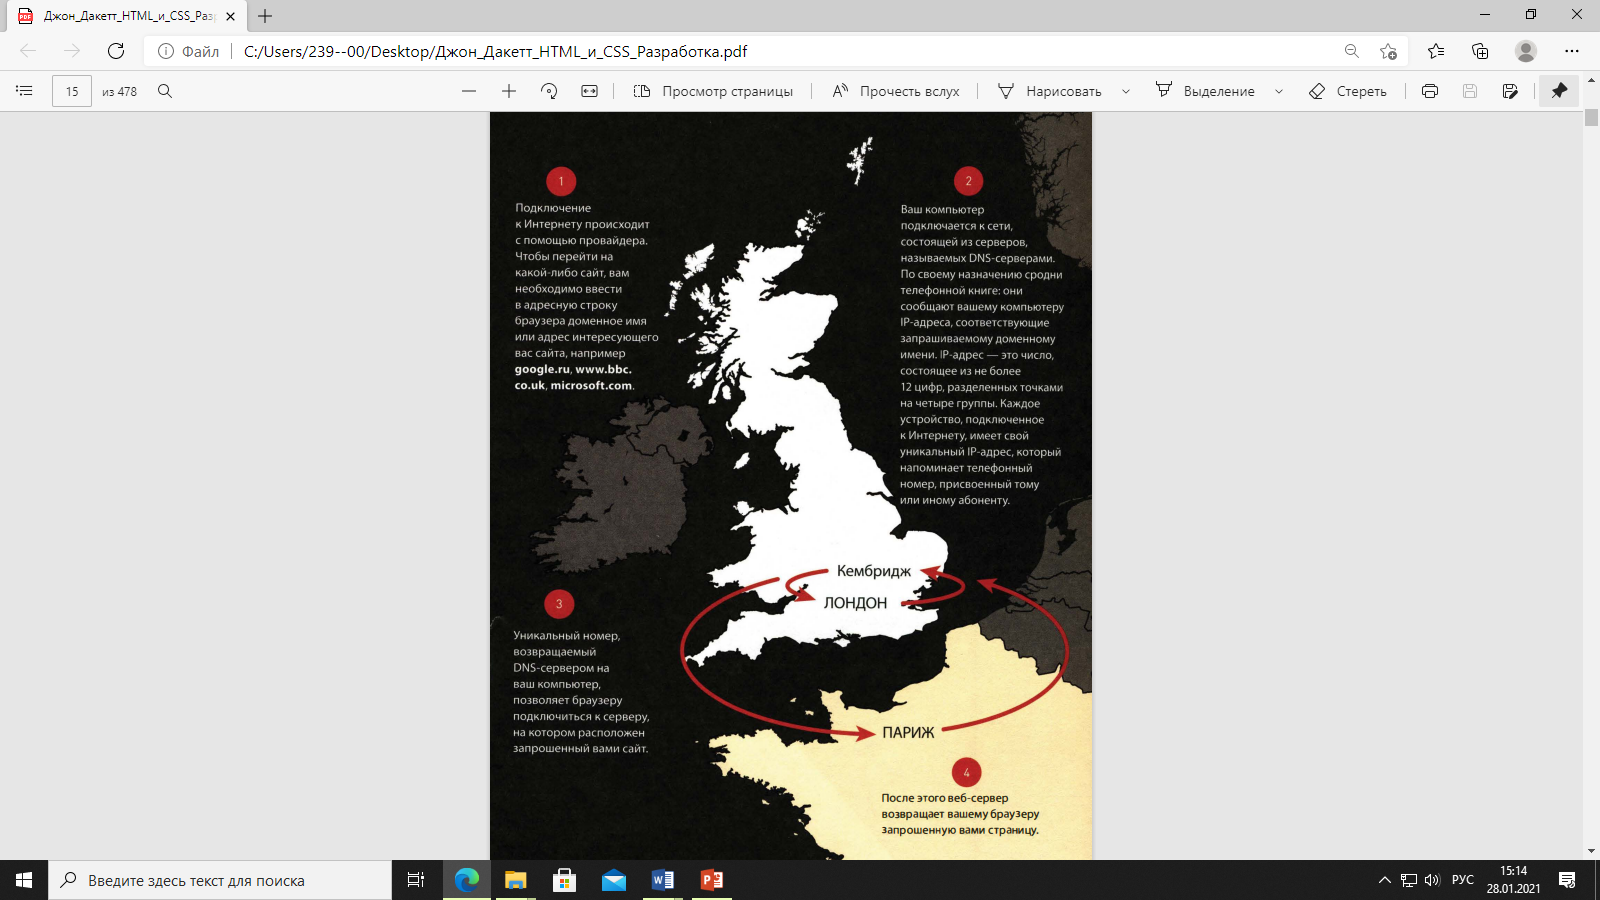 Джон_Дакетт_HTML_и_CSS_Раз
Файл
C:/Users/239--00/Desktop/Джон_Дакетт_HTML_и_CSS_Разработка.pdf
15 из 478
Просмотр страницы
Прочесть вслух
Нарисовать
Выделение
Стереть
1
Подключение
к Интернету происходит
с помощью провайдера.
Чтобы перейти на
какой-либо сайт, вам
необходимо ввести
в адресную строку
браузера доменное имя
или адрес интересующего
вас сайта, например
google.ru, www.bbc.
co.uk, microsoft.com.
2
Ваш компьютер
подключается к сети,
состоящей из серверов,
называемых DNS-серверами.
По своему назначению сродни
телефонной книге: они
сообщают вашему компьютеру
IP-адреса, соответствующие
запрашиваемому доменному
имени. IP-адрес — это число,
состоящее из не более
12 цифр, разделенных точками
на четыре группы. Каждое
устройство, подключенное
к Интернету, имеет свой
уникальный IP-адрес, который
напоминает телефонный
номер, присвоенный тому
или иному абоненту.
Кембридж
ЛОНДОН
3
Уникальный номер,
возвращаемый
DNS-сервером на
ваш компьютер,
позволяет браузеру
подключиться к серверу,
на котором расположен
запрошенный вами сайт.
ПАРИЖ
4
После этого веб-сервер
возвращает вашему браузеру
запрошенную вами страницу.
Введите здесь текст для поиска
РУС
15:14
28.01.2021